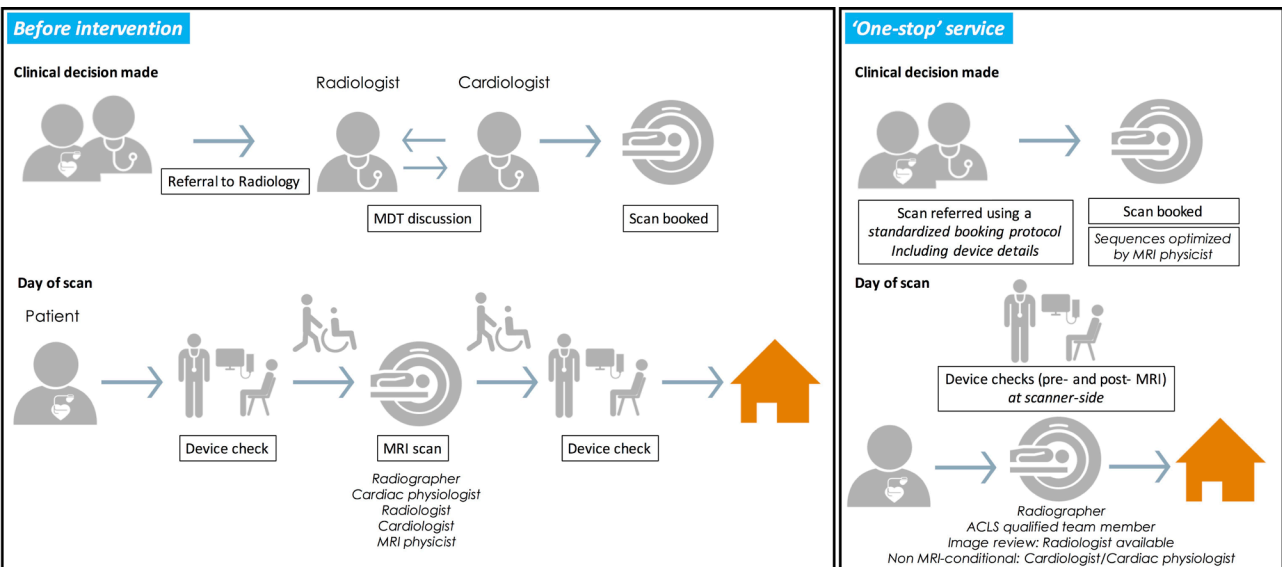 Before intervention
Clinical decision made
Radiologist
Cardiologist
Referral to Radiology
MDT discussion
Scan booked
Day of scan
Patient
Device check
MRI scan
Device check
Radiographer
Cardiac physiologist
Radiologist
Cardiologist
MRI physicist
'One-stop' service
Clinical decision made
Scan referred using a
standardized booking protocol
Including device details
Scan booked
Sequences optimized
by MRI physicist
Day of scan
Device checks (pre- and post- MRI)
at scanner-side
Radiographer
ACLS qualified team member
Image review: Radiologist available
Non MRI-conditional: Cardiologist/Cardiac physiologist